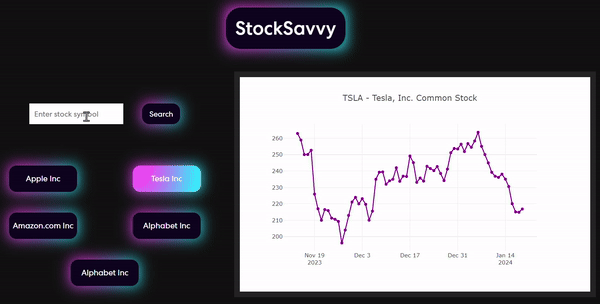 StockSavvy
Enter stock symbol
Search
Apple Inc
Tesla Inc
Amazon.com Inc
Alphabet Inc
Alphabet Inc
TSLA - Tesla, Inc. Common Stock
260
250
240
230
220
210
200
Nov 19
2023
Dec 3
Dec 17
Dec 31
Jan 14
2024